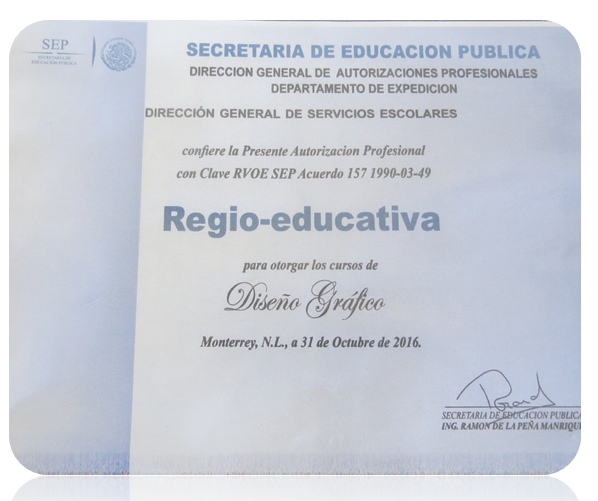 SEP
SECRETARÍA DE
EDUCACIÓN PÚBLICA
SECRETARIA DE EDUCACION PUBLICA
DIRECCION GENERAL DE AUTORIZACIONES PROFESIONALES
DEPARTAMENTO DE EXPEDICION
DIRECCIÓN GENERAL DE SERVICIOS ESCOLARES
confiere la Presente Autorizacion Profesional
con Clave RVOE SEP Acuerdo 157 1990-03-49
Regio-educativa
para otorgar los cursos de
Diseño Gráfico
Monterrey, N.L., a 31 de Octubre de 2016.
SECRETARIA DE EDUCACION PUBLICA
ING. RAMON DE LA PEÑA MANRIQU